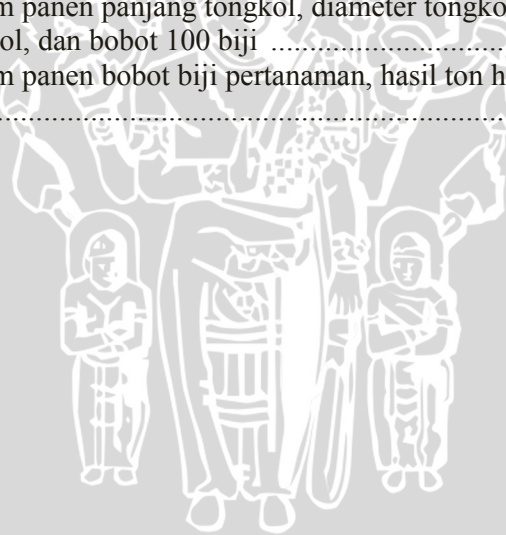 m panen panjang tongkol, diameter tongko
ol, dan bobot 100 biji ..............................
m panen bobot biji pertanaman, hasil ton h
.................................................................